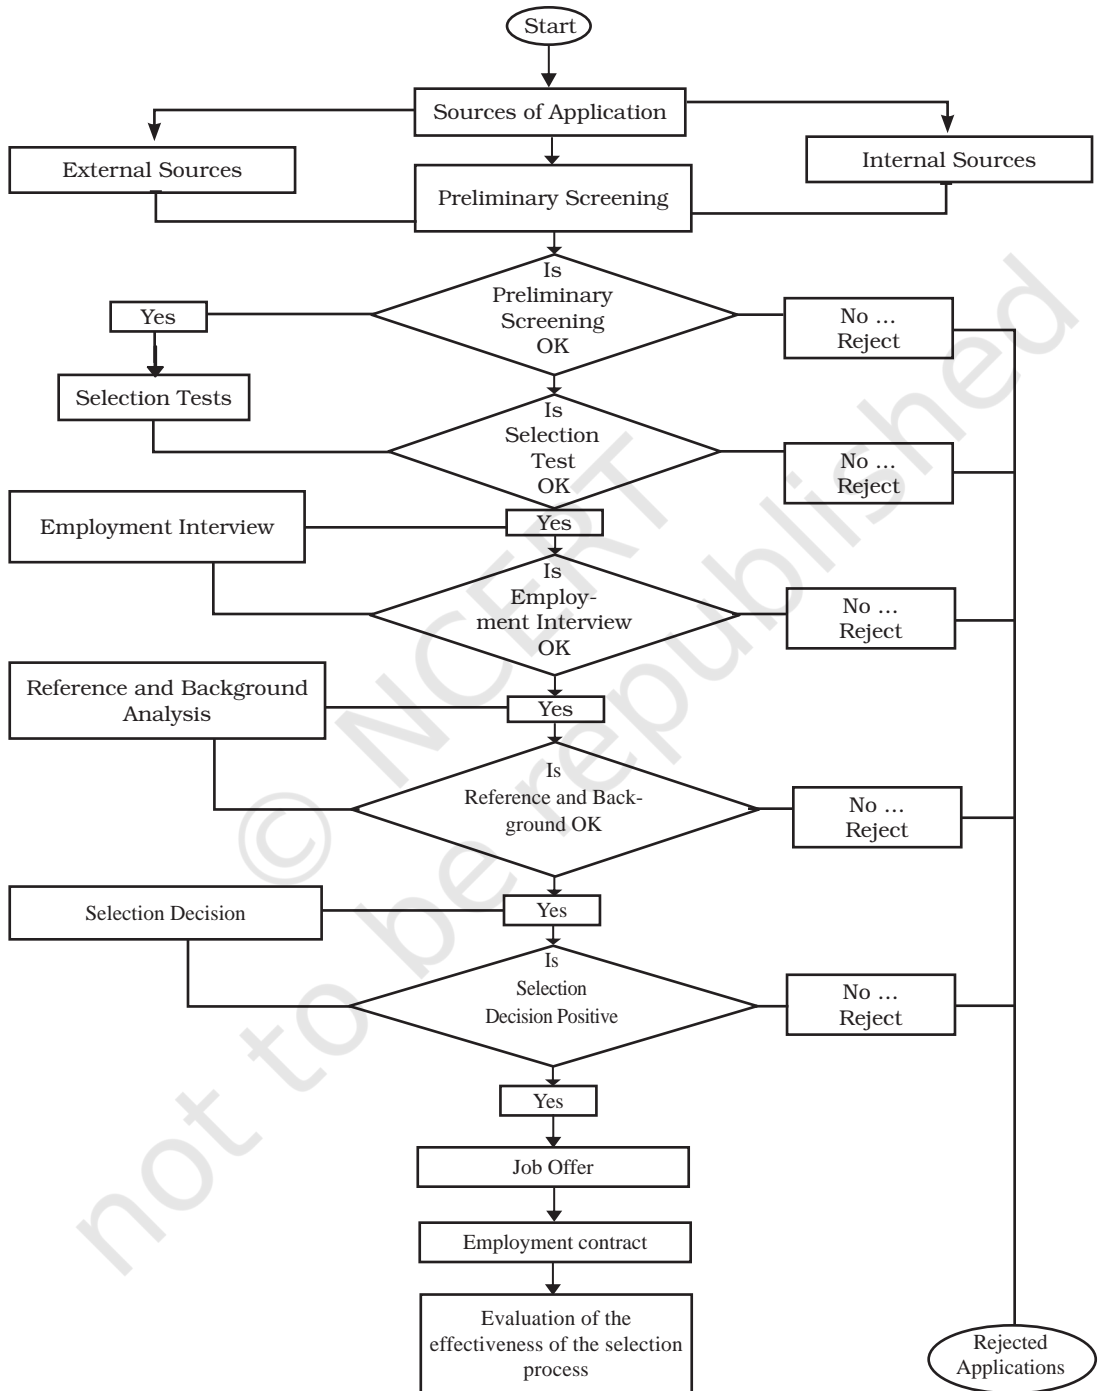 Start
Sources of Application
External Sources
Internal Sources
Preliminary Screening
Is
Preliminary
Screening
OK
Yes
No ...
Reject
Selection Tests
Is
Selection
Test
OK
No ...
Reject
Yes
Employment Interview
Is
Employ-
ment Interview
OK
No ...
Reject
Yes
Reference and Background
Analysis
Is
Reference and Back-
ground OK
No ...
Reject
Yes
Selection Decision
Is
Selection
Decision Positive
No ...
Reject
Yes
Job Offer
Employment contract
Evaluation of the
effectiveness of the selection
process
Rejected
Applications
© NCERT
not to be republished